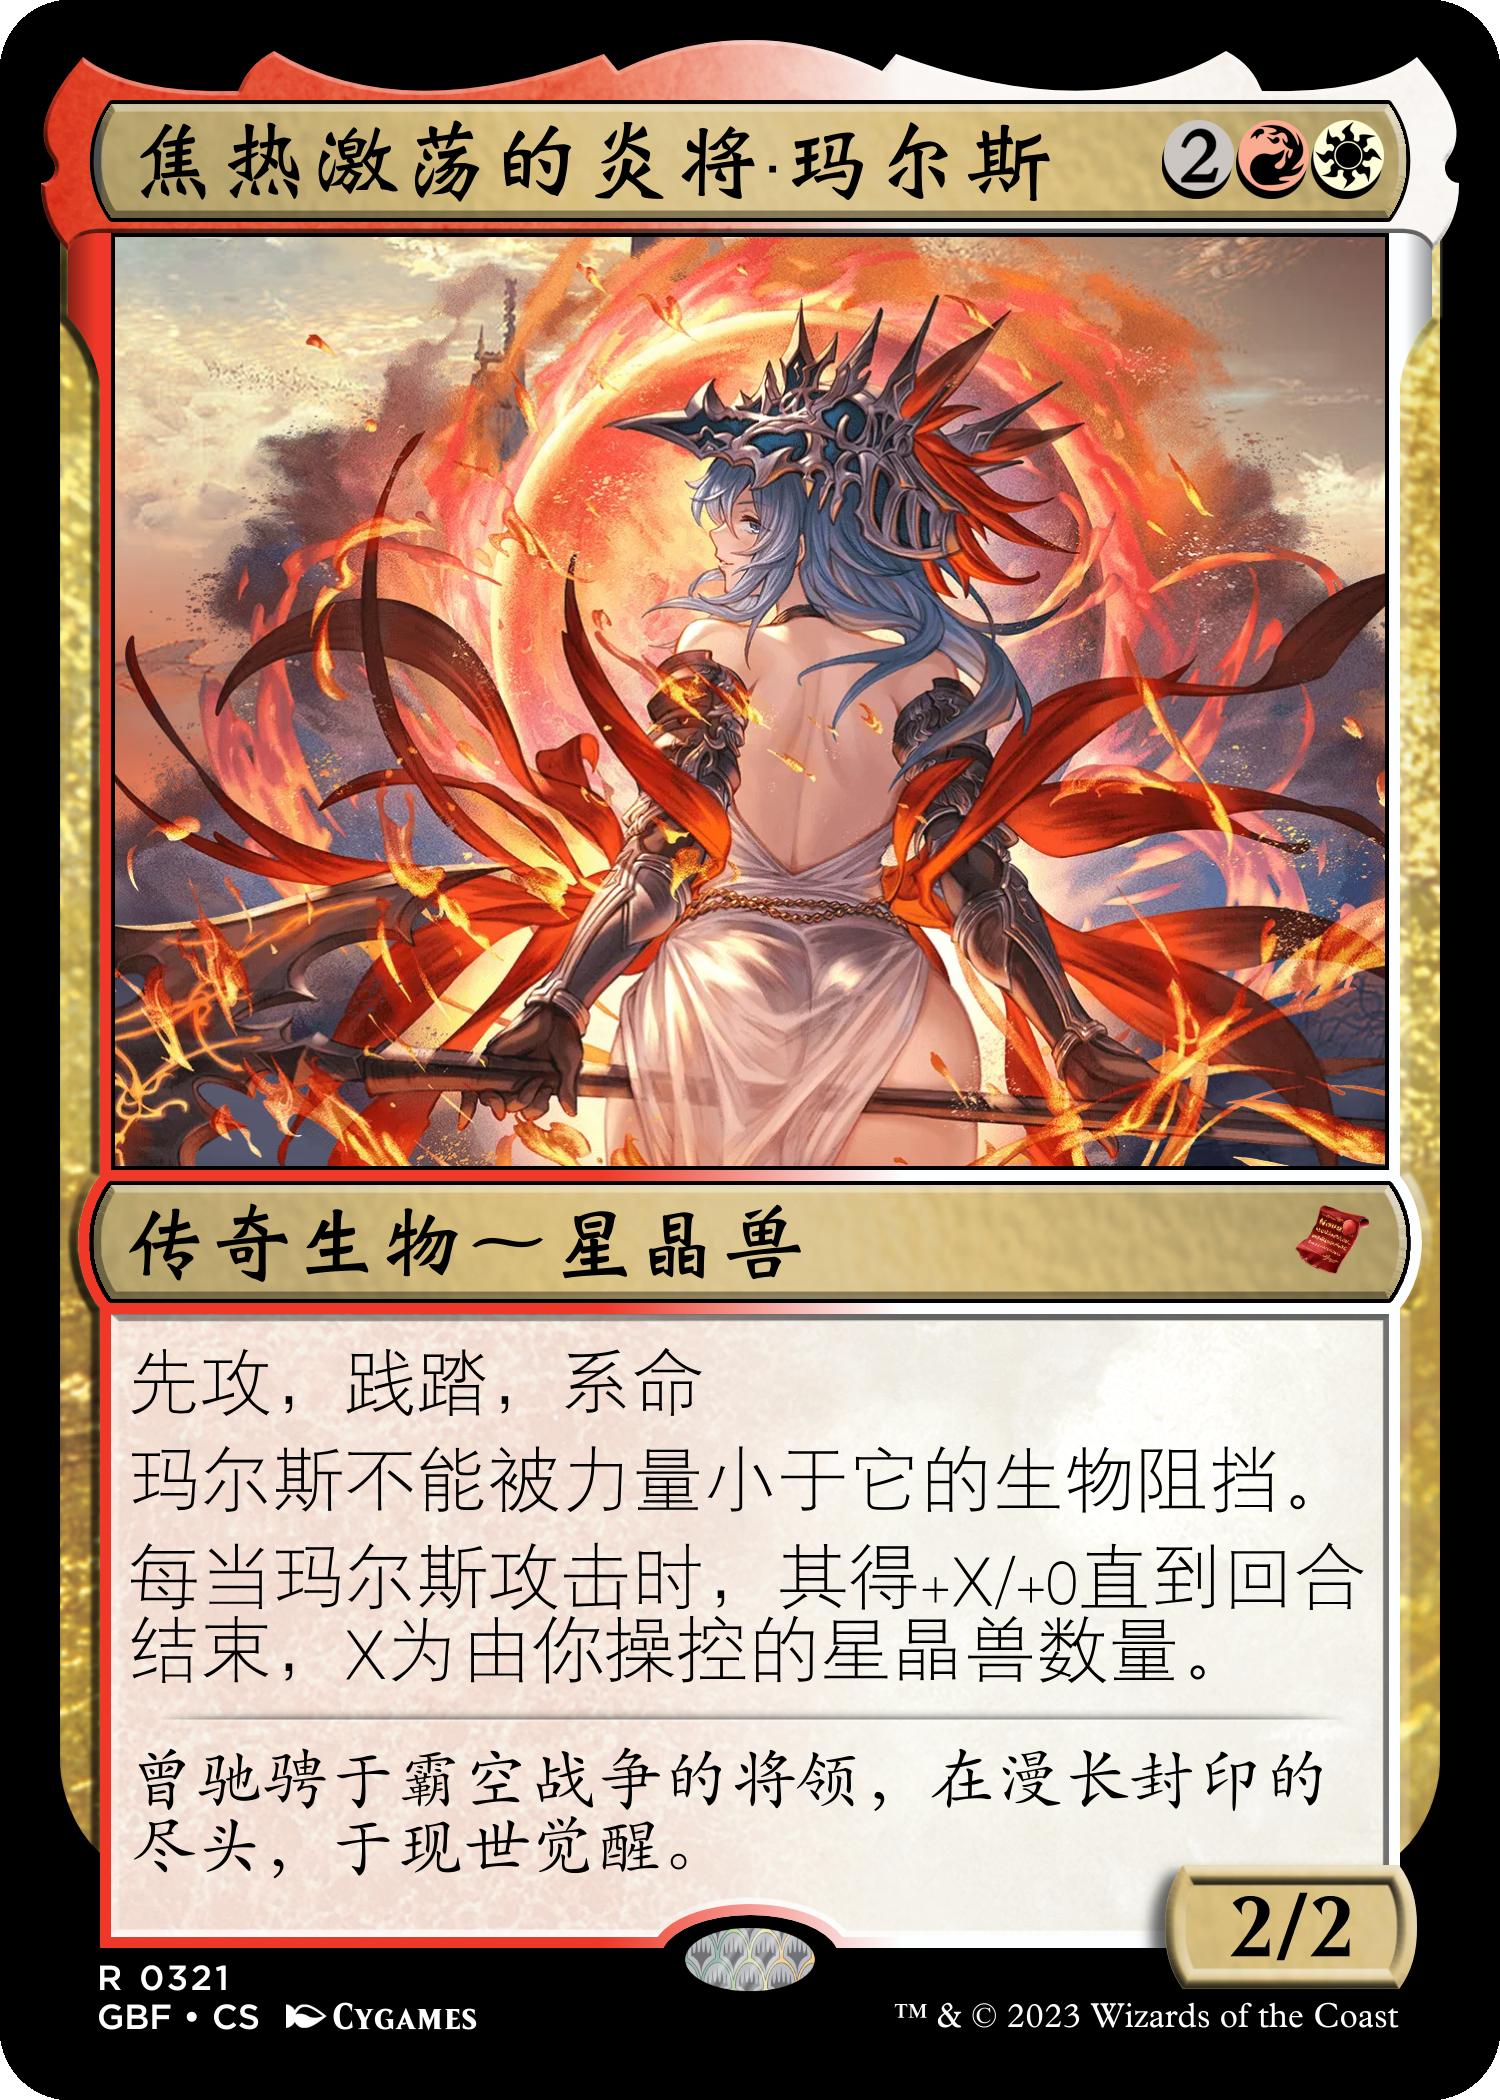 焦热激荡的炎将·玛尔斯 2
传奇生物～星晶兽
先攻，践踏，系命
玛尔斯不能被力量小于它的生物阻挡。
每当玛尔斯攻击时，其得+X/+0直到回合
结束，X为由你操控的星晶兽数量。
曾驰骋于霸空战争的将领，在漫长封印的
尽头，于现世觉醒。
2/2
R 0321
GBF • CS CYGAMES
™ & © 2023 Wizards of the Coast